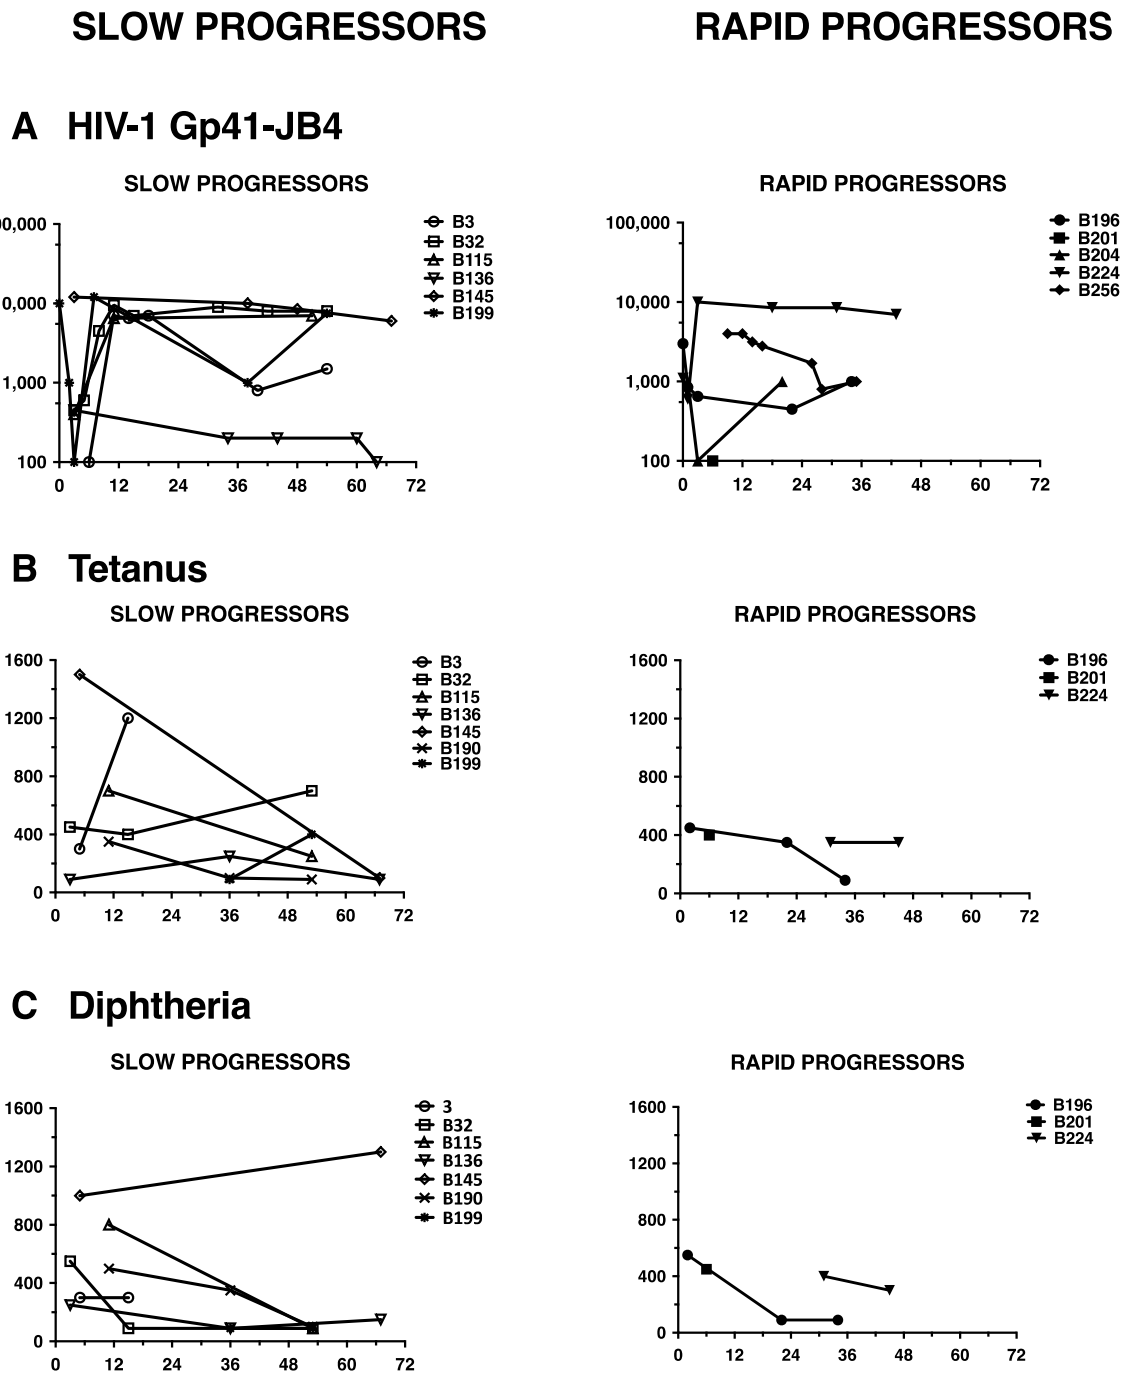 SLOW PROGRESSORS RAPID PROGRESSORS
A HIV-1 Gp41-JB4
SLOW PROGRESSORS
00,000
0,000
1,000
100
0 12 24 36 48 60 72
B3
B32
B115
B136
B145
B199
RAPID PROGRESSORS
100,000
10,000
1,000
100
0 12 24 36 48 60 72
B196
B201
B204
B224
B256
B Tetanus
SLOW PROGRESSORS
1600
1200
800
400
0
0 12 24 36 48 60 72
B3
B32
B115
B136
B145
B190
B199
RAPID PROGRESSORS
1600
1200
800
400
0
0 12 24 36 48 60 72
B196
B201
B224
C Diphtheria
SLOW PROGRESSORS
1600
1200
800
400
0
0 12 24 36 48 60 72
3
B32
B115
B136
B145
B190
B199
RAPID PROGRESSORS
1600
1200
800
400
0
0 12 24 36 48 60 72
B196
B201
B224